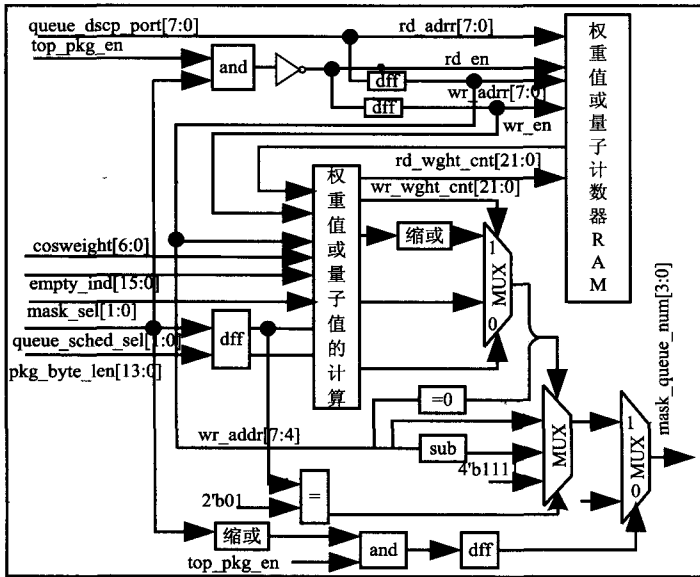 queue_dscp_port[7:0]
rd_adrr[7:0]
top_pkg_en
and
rd_en
dff
wr_adrr[7:0]
dff
wr_en
权重值或量子计数器RAM
rd_wght_cnt[21:0]
wr_wght_cnt[21:0]
权重值或量子值的计算
缩或
1
MUX
0
cosweight[6:0]
empty_ind[15:0]
mask_sel[1:0]
queue_sched_sel[1:0]
dff
pkg_byte_len[13:0]
mask_queue_num[3:0]
=0
wr_addr[7:4]
sub
MUX
4'b111
1
MUX
0
2'b01
=
缩或
and
dff
top_pkg_en